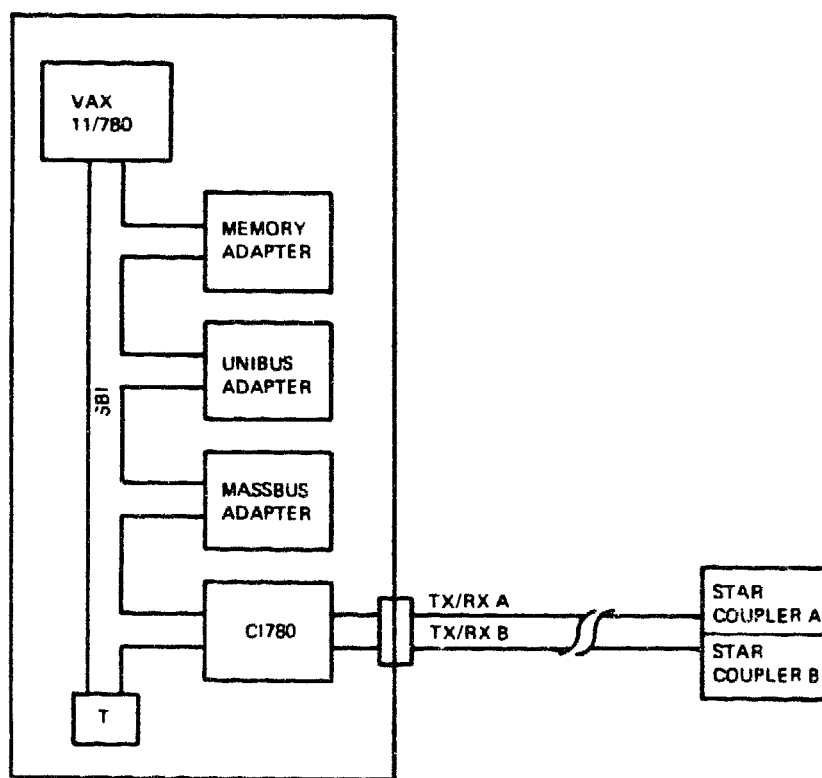 VAX
11/780
MEMORY
ADAPTER
UNIBUS
ADAPTER
SBI
MASSBUS
ADAPTER
CI780
TX/RX A
TX/RX B
STAR
COUPLER A
STAR
COUPLER B
T